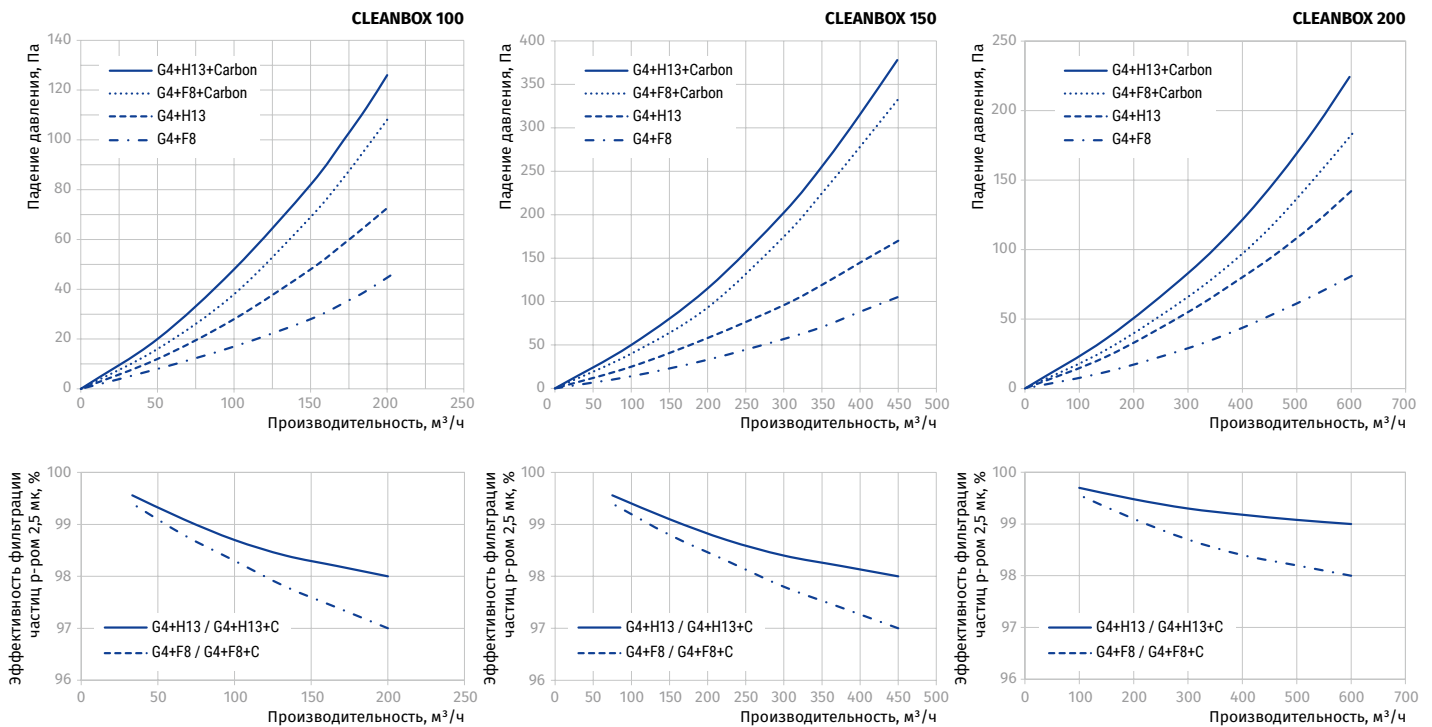 CLEANBOX 100
Падение давления, Па
140
120
100
80
60
40
20
0
G4+H13+Carbon
G4+F8+Carbon
G4+H13
G4+F8
0 50 100 150 200 250
Производительность, м³/ч
CLEANBOX 150
Падение давления, Па
400
350
300
250
200
150
100
50
0
G4+H13+Carbon
G4+F8+Carbon
G4+H13
G4+F8
0 50 100 150 200 250 300 350 400 450 500
Производительность, м³/ч
CLEANBOX 200
Падение давления, Па
250
200
150
100
50
0
G4+H13+Carbon
G4+F8+Carbon
G4+H13
G4+F8
0 100 200 300 400 500 600 700
Производительность, м³/ч
Эффективность фильтрации
частиц р-ром 2,5 мк, %
100
99
98
97
96
G4+H13 / G4+H13+C
G4+F8 / G4+F8+C
0 50 100 150 200 250
Производительность, м³/ч
Эффективность фильтрации
частиц р-ром 2,5 мк, %
100
99
98
97
96
G4+H13 / G4+H13+C
G4+F8 / G4+F8+C
0 50 100 150 200 250 300 350 400 450 500
Производительность, м³/ч
Эффективность фильтрации
частиц р-ром 2,5 мк, %
100
99
98
97
96
G4+H13 / G4+H13+C
G4+F8 / G4+F8+C
0 100 200 300 400 500 600 700
Производительность, м³/ч